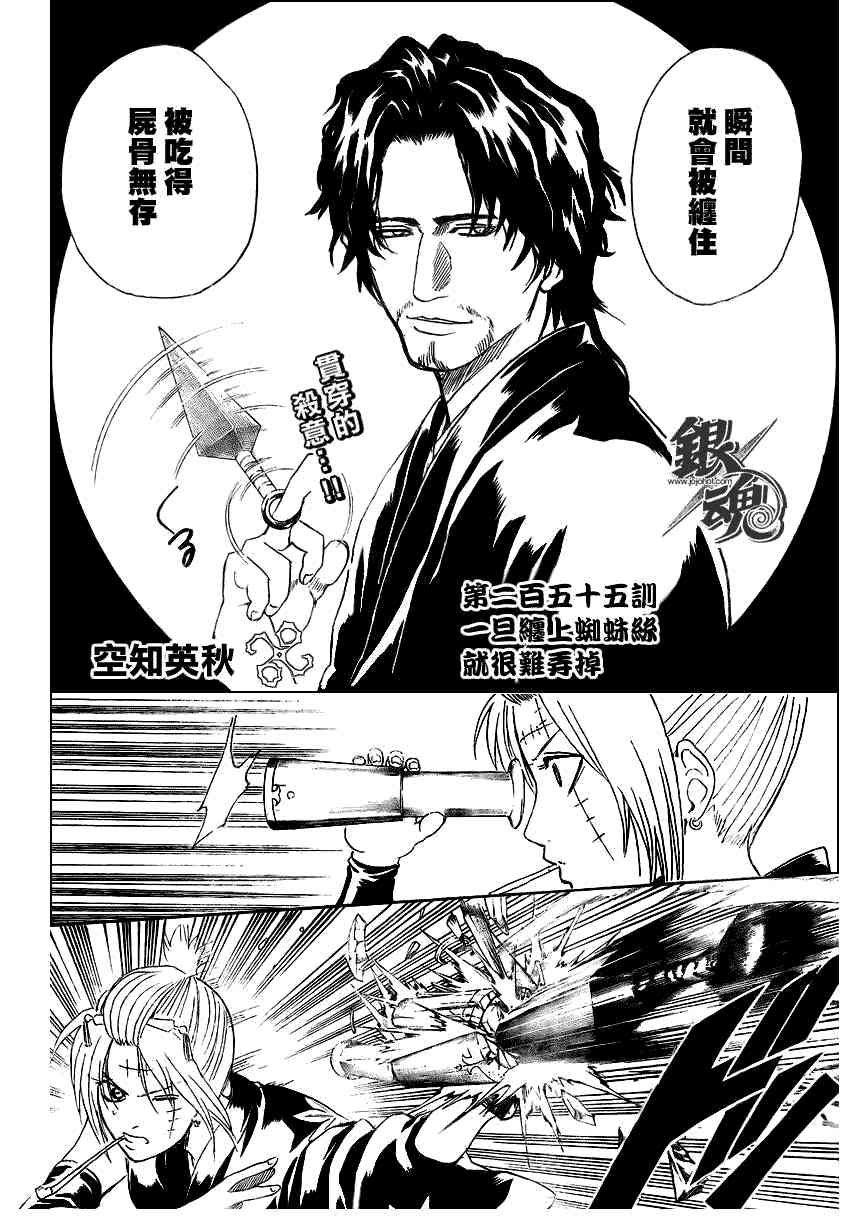 瞬間
就會被纏住
被吃得
屍骨無存
貫穿的
殺意…!!
銀魂
www.jojohot.com
第二百五十五訓
一旦纏上蜘蛛絲
就很難弄掉
空知英秋